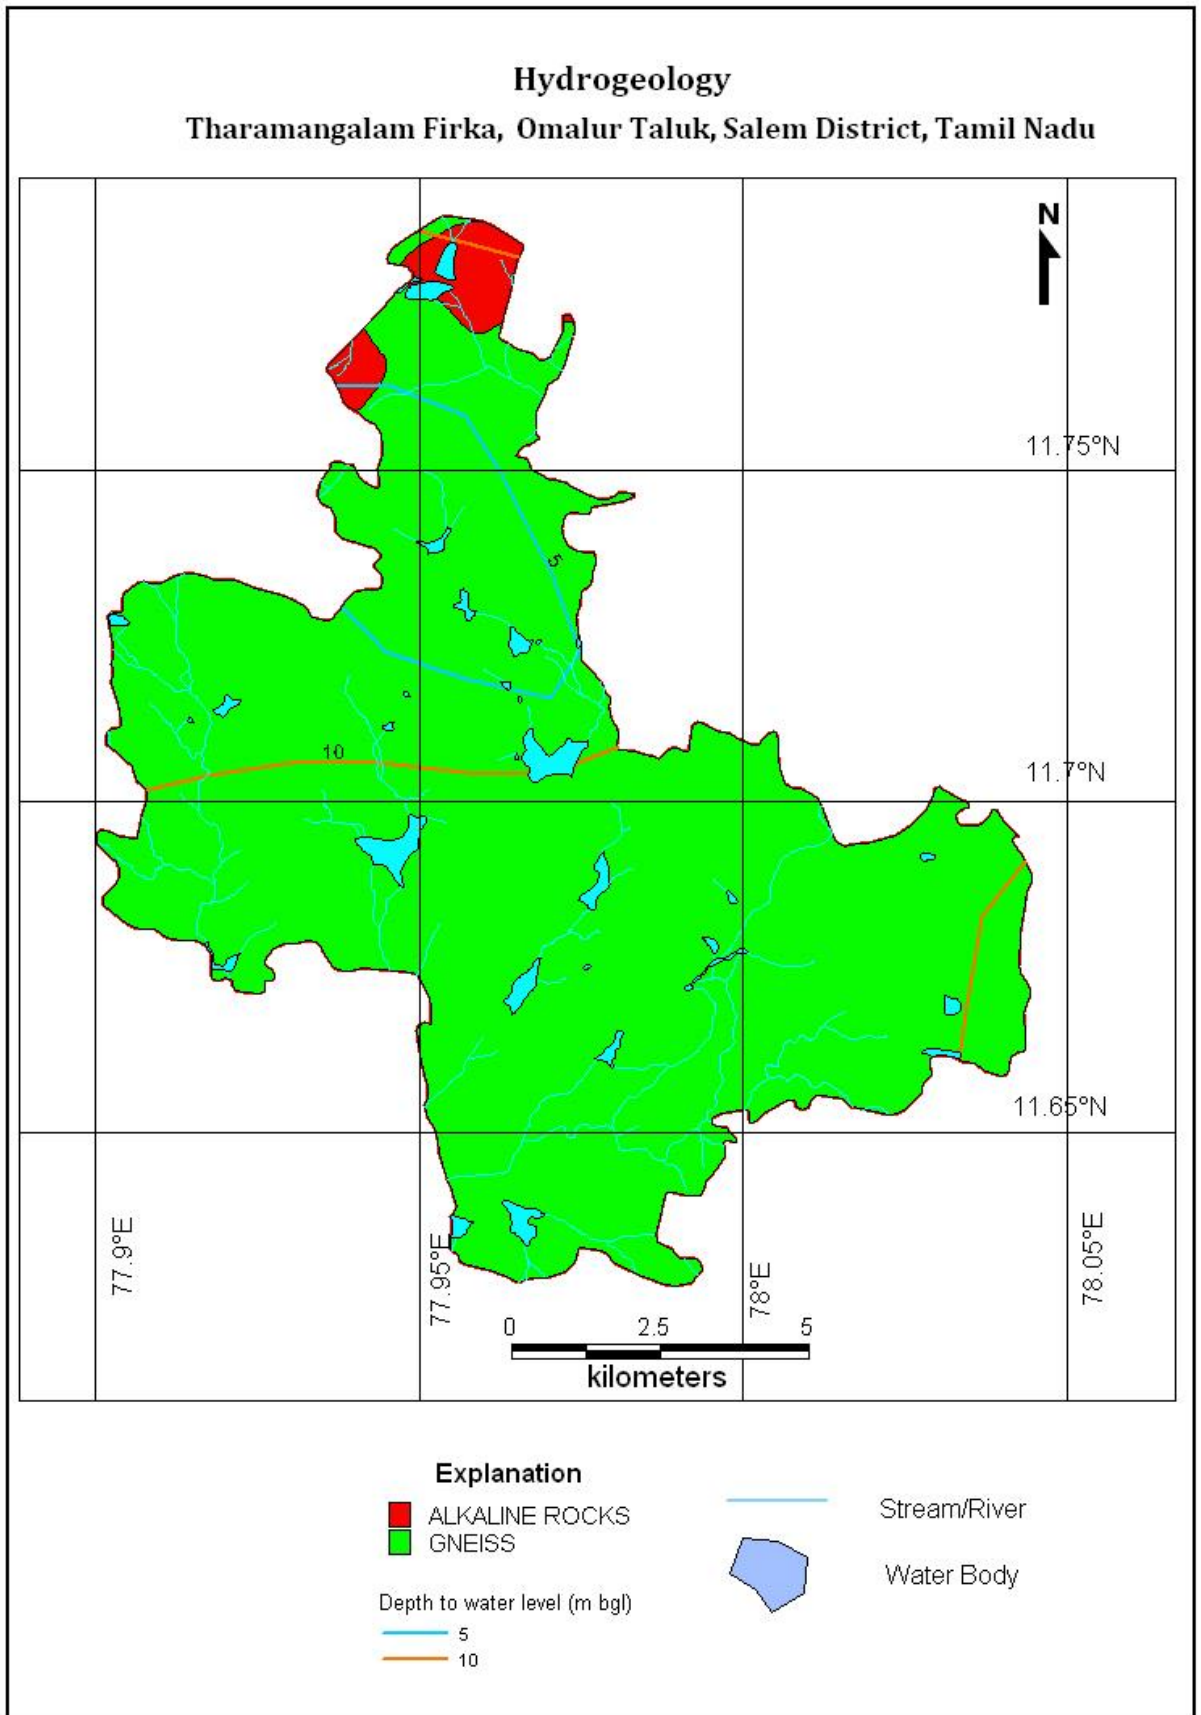 Hydrogeology
Tharamangalam Firka, Omalur Taluk, Salem District, Tamil Nadu
N
11.75°N
5
10
11.7°N
11.65°N
77.9°E
77.95°E
78°E
78.05°E
0 2.5 5
kilometers
Explanation
ALKALINE ROCKS
GNEISS
Stream/River
Water Body
Depth to water level (m bgl)
5
10